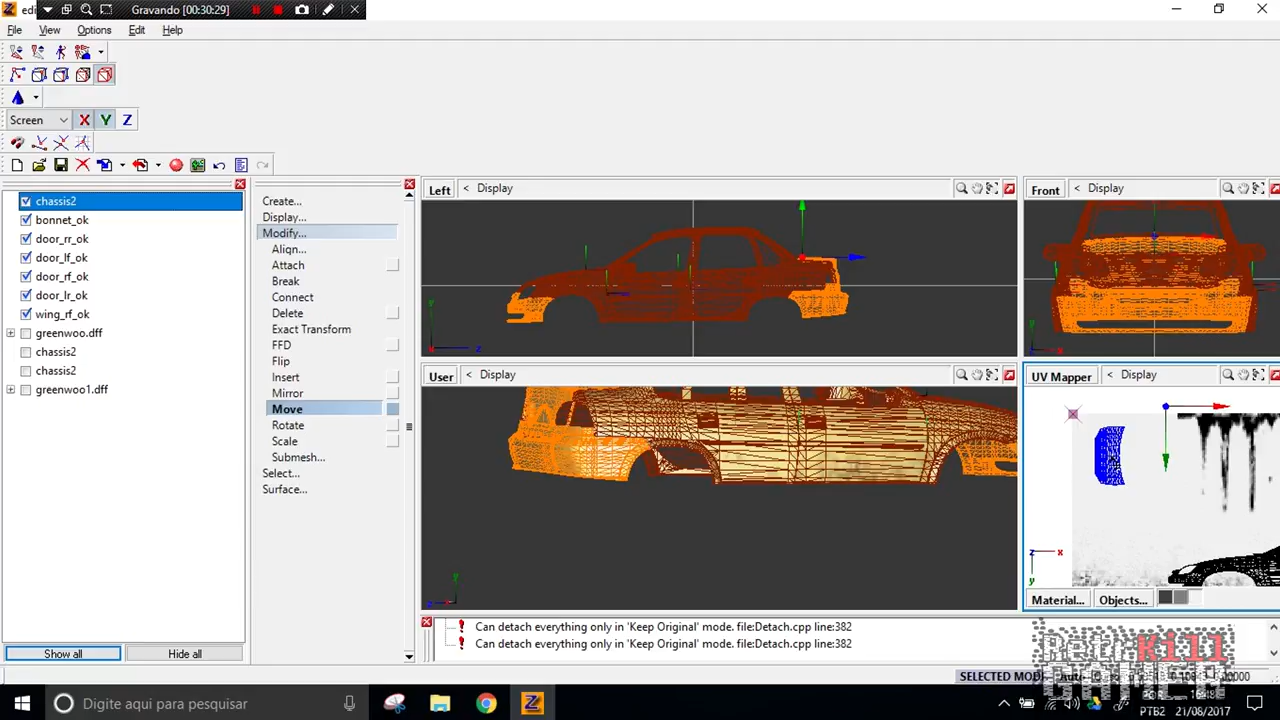 edi
Gravando [00:30:29]
File View Options Edit Help
Screen X Y Z
chassis2
bonnet_ok
door_rr_ok
door_lf_ok
door_rf_ok
door_lr_ok
wing_rf_ok
greenwoo.dff
chassis2
chassis2
greenwoo1.dff
Show all Hide all
Create...
Display...
Modify...
Align...
Attach
Break
Connect
Delete
Exact Transform
FFD
Flip
Insert
Mirror
Move
Rotate
Scale
Submesh...
Select...
Surface...
Left < Display
Front < Display
User < Display
UV Mapper < Display
Material... Objects...
Can detach everything only in 'Keep Original' mode. file:Detach.cpp line:382
Can detach everything only in 'Keep Original' mode. file:Detach.cpp line:382
RetrKill
GAMER
SELECTED MOD
Digite aqui para pesquisar
PTB2 21/08/2017